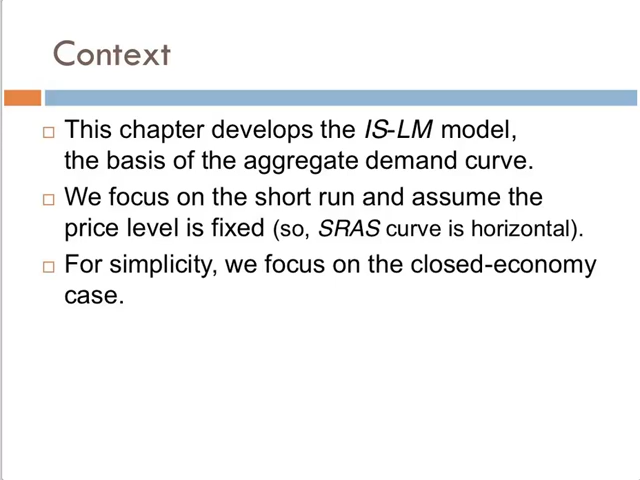 Context
This chapter develops the IS-LM model,
the basis of the aggregate demand curve.
We focus on the short run and assume the
price level is fixed (so, SRAS curve is horizontal).
For simplicity, we focus on the closed-economy
case.